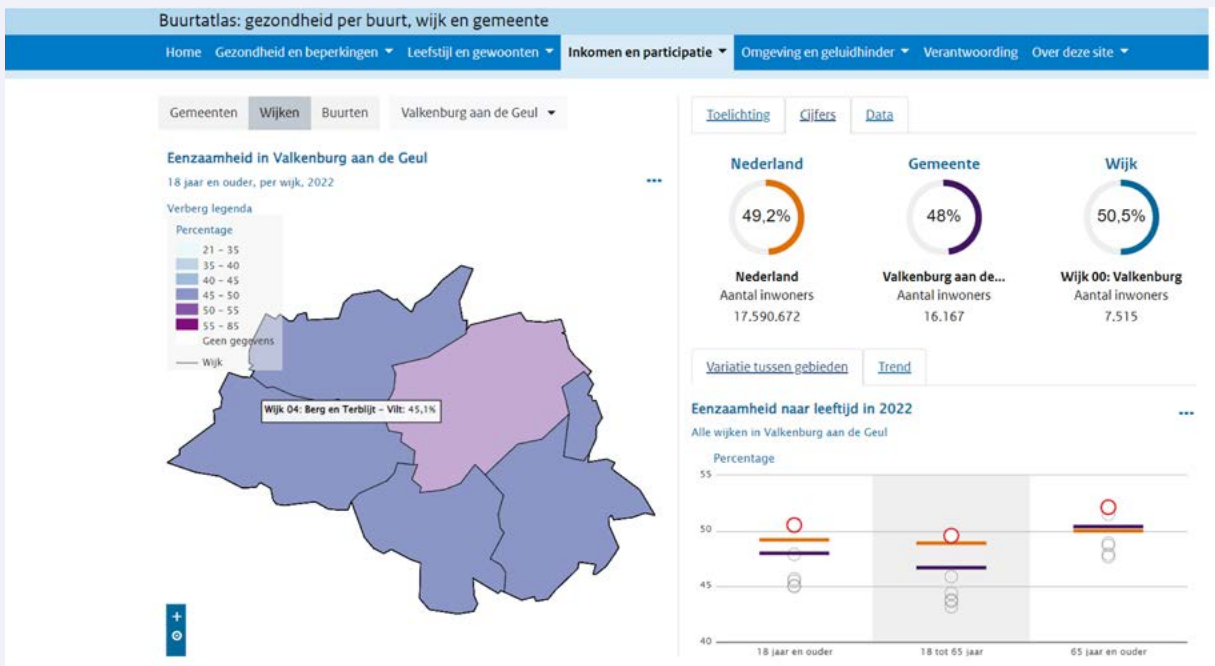 Buurtatlas: gezondheid per buurt, wijk en gemeente
Home Gezondheid en beperkingen Leefstijl en gewoonten Inkomen en participatie Omgeving en geluidhinder Verantwoording Over deze site
Gemeenten Wijken Buurten Valkenburg aan de Geul
Eenzaamheid in Valkenburg aan de Geul
18 jaar en ouder, per wijk, 2022
Verberg legenda
Percentage
21 - 35
35 - 40
40 - 45
45 - 50
50 - 55
55 - 85
Geen gegevens
Wijk
Wijk 04: Berg en Terblijt - Vilt: 45,1%
+
Toelichting Cijfers Data
Nederland Gemeente Wijk
49,2% 48% 50,5%
Nederland Valkenburg aan de... Wijk 00: Valkenburg
Aantal inwoners Aantal inwoners Aantal inwoners
17.590.672 16.167 7.515
Variatie tussen gebieden Trend
Eenzaamheid naar leeftijd in 2022
Alle wijken in Valkenburg aan de Geul
Percentage
55
50
45
40
18 jaar en ouder 18 tot 65 jaar 65 jaar en ouder